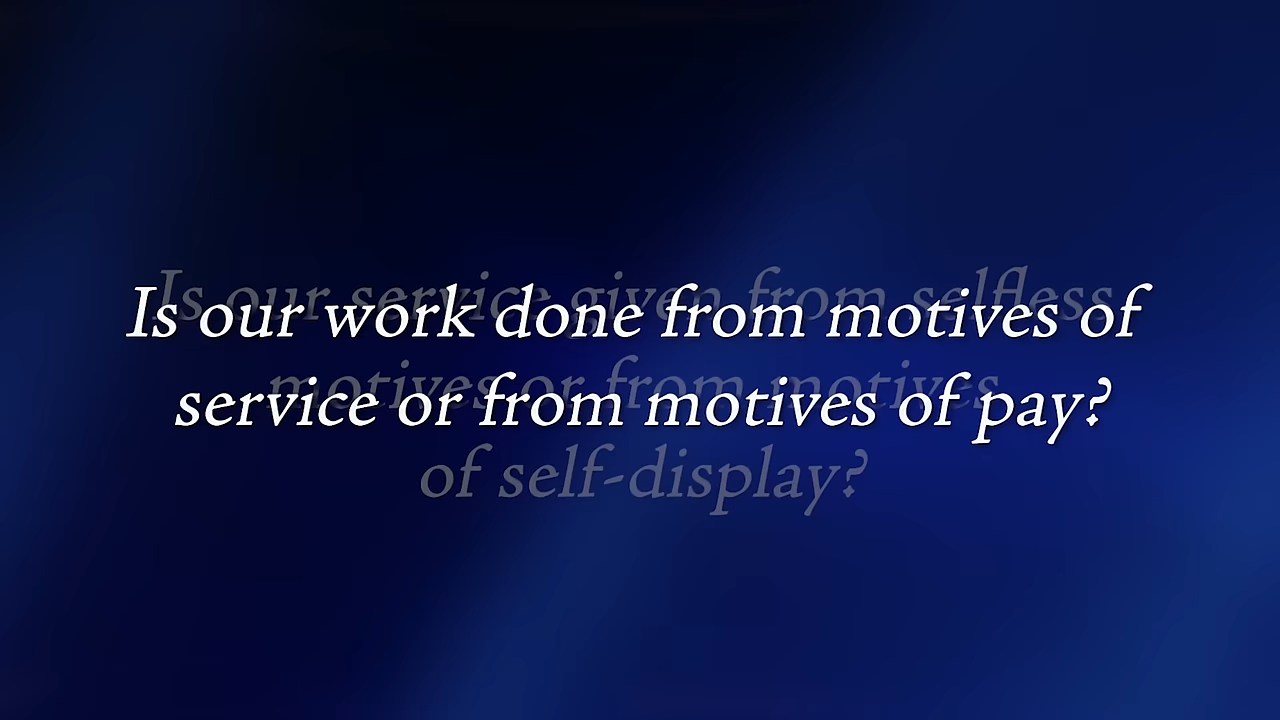 Is our work done from motives of
service or from motives of pay?
Is our service given from selfless
motives or from motives
of self-display?